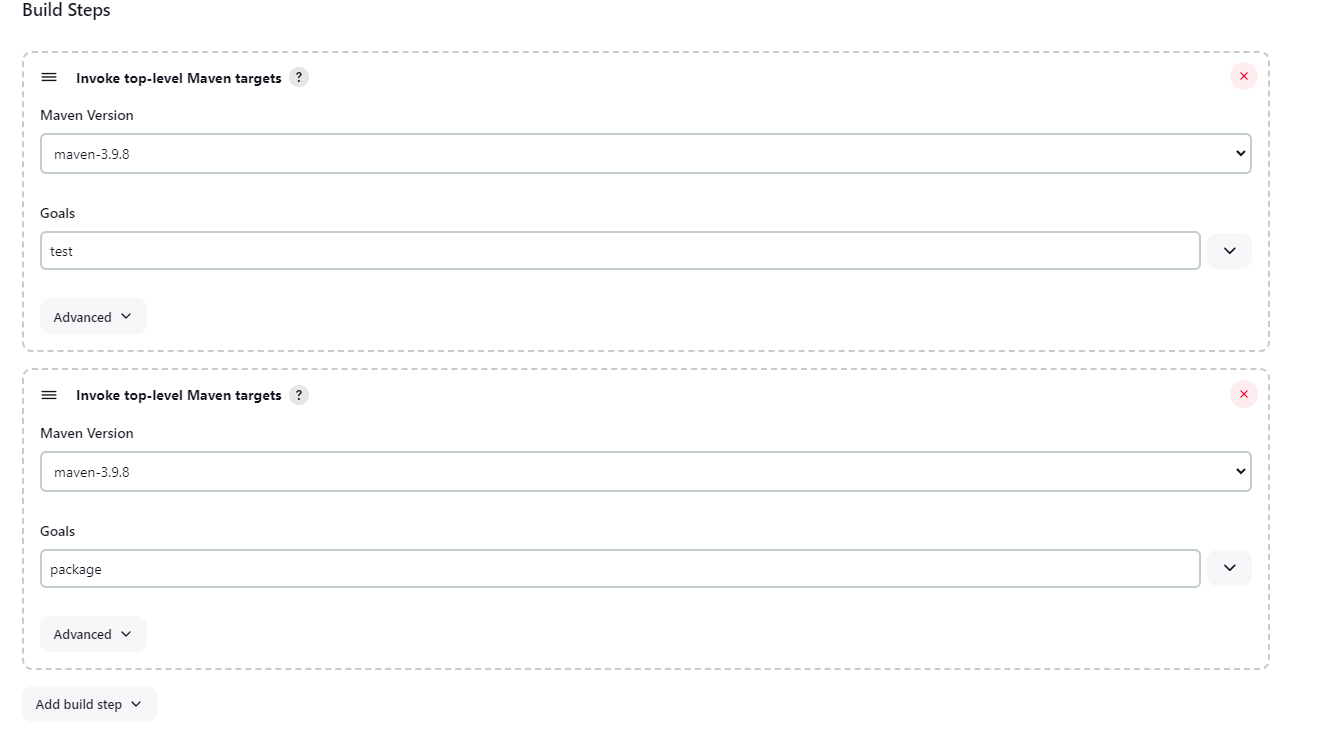 Build Steps
Invoke top-level Maven targets ?
Maven Version
maven-3.9.8
Goals
test
Advanced
Invoke top-level Maven targets ?
Maven Version
maven-3.9.8
Goals
package
Advanced
Add build step